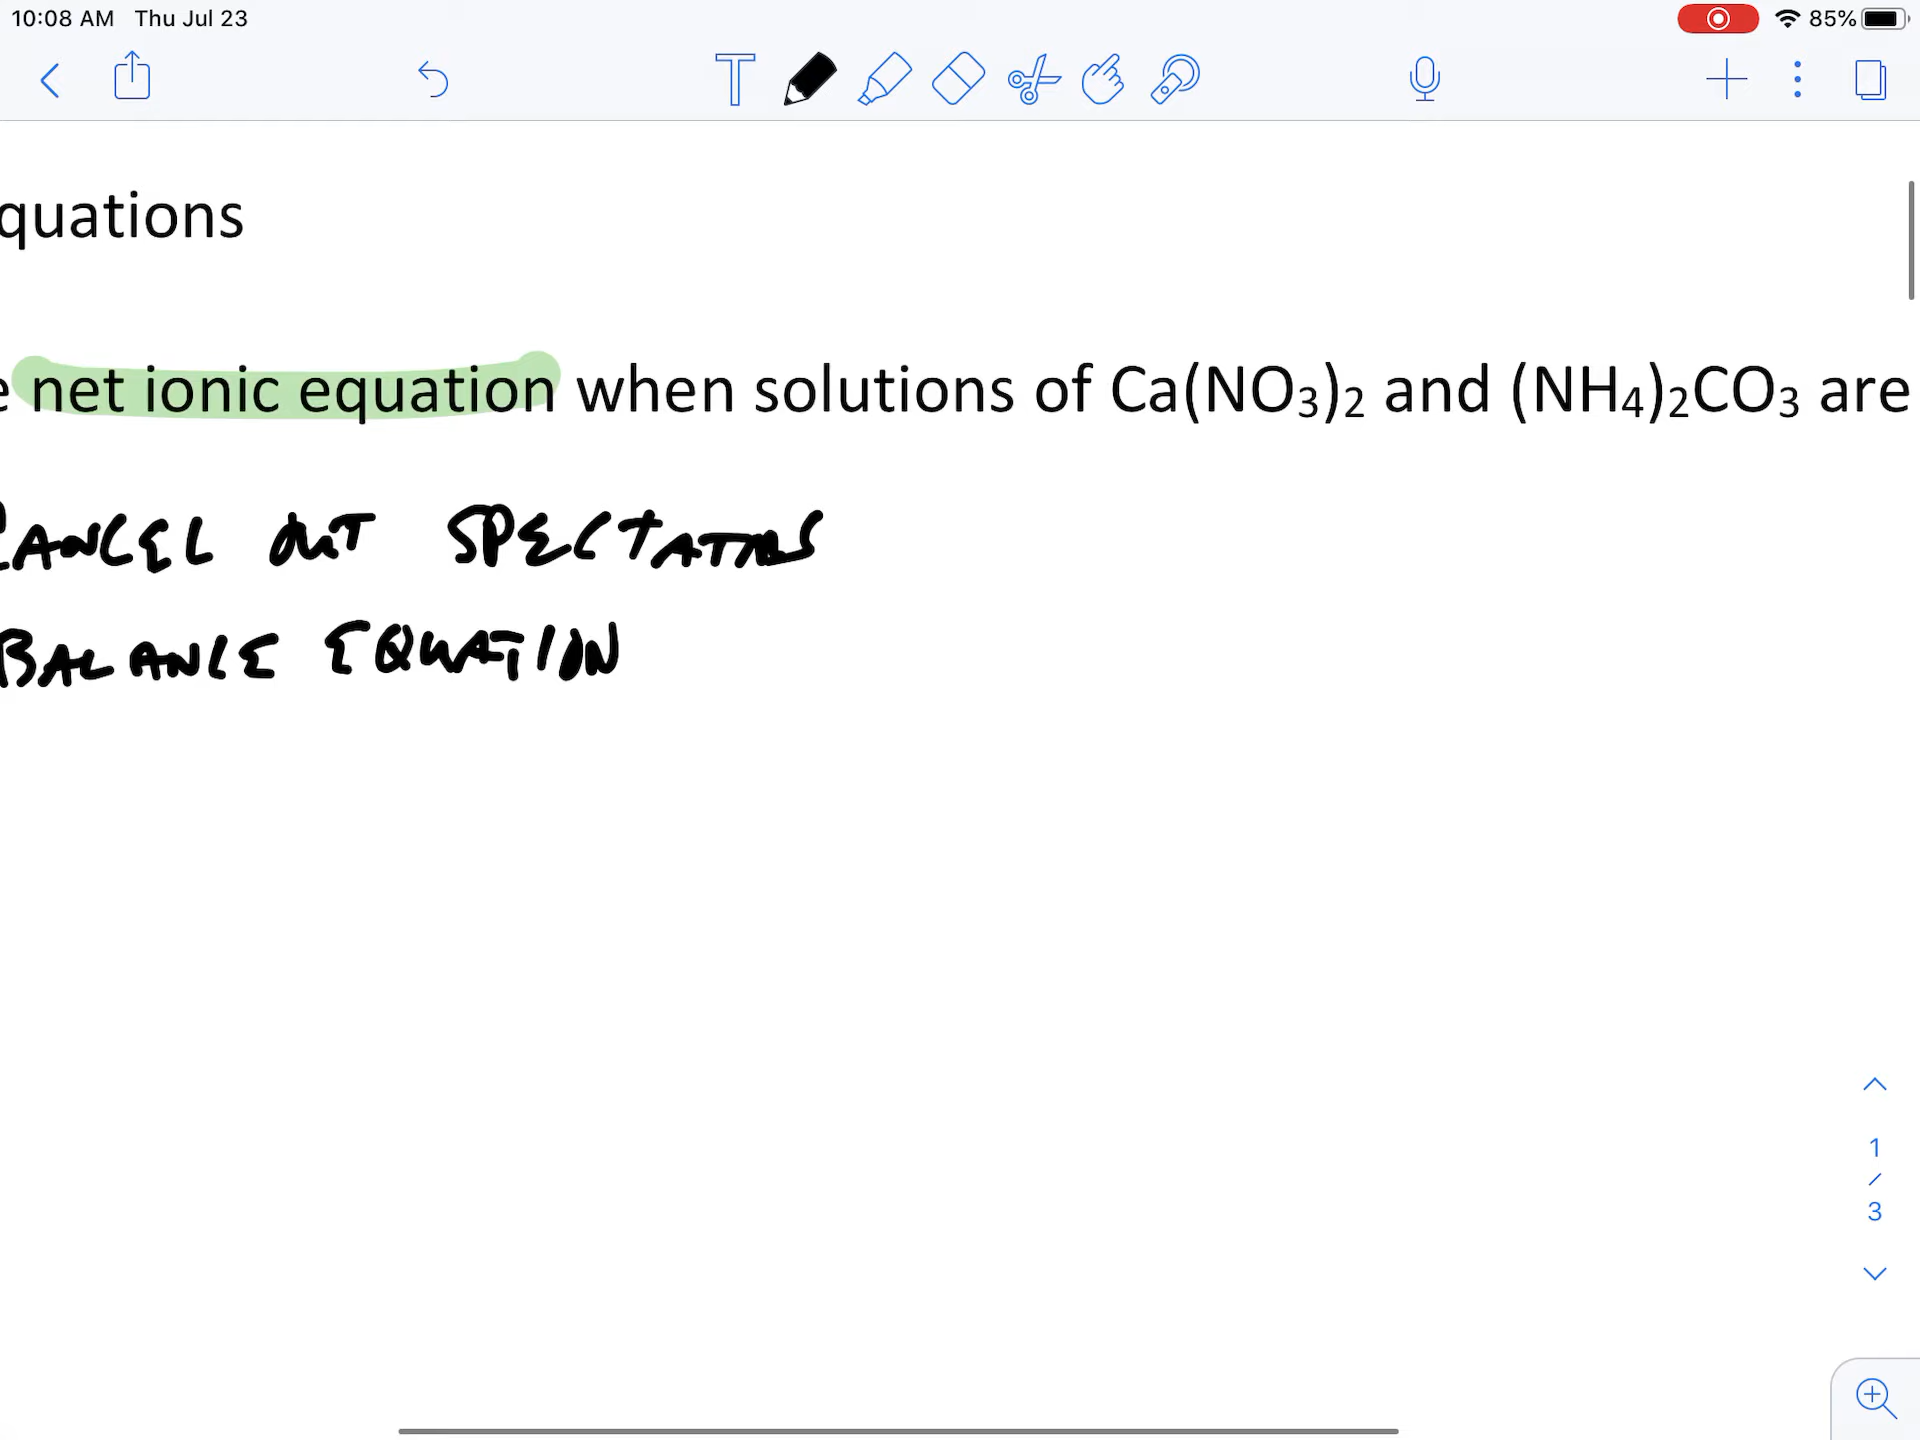 10:08 AM Thu Jul 23 85%
quations
e net ionic equation when solutions of Ca(NO₃)₂ and (NH₄)₂CO₃ are
CANCEL OUT SPECTATORS
BALANCE EQUATION
1
/
3